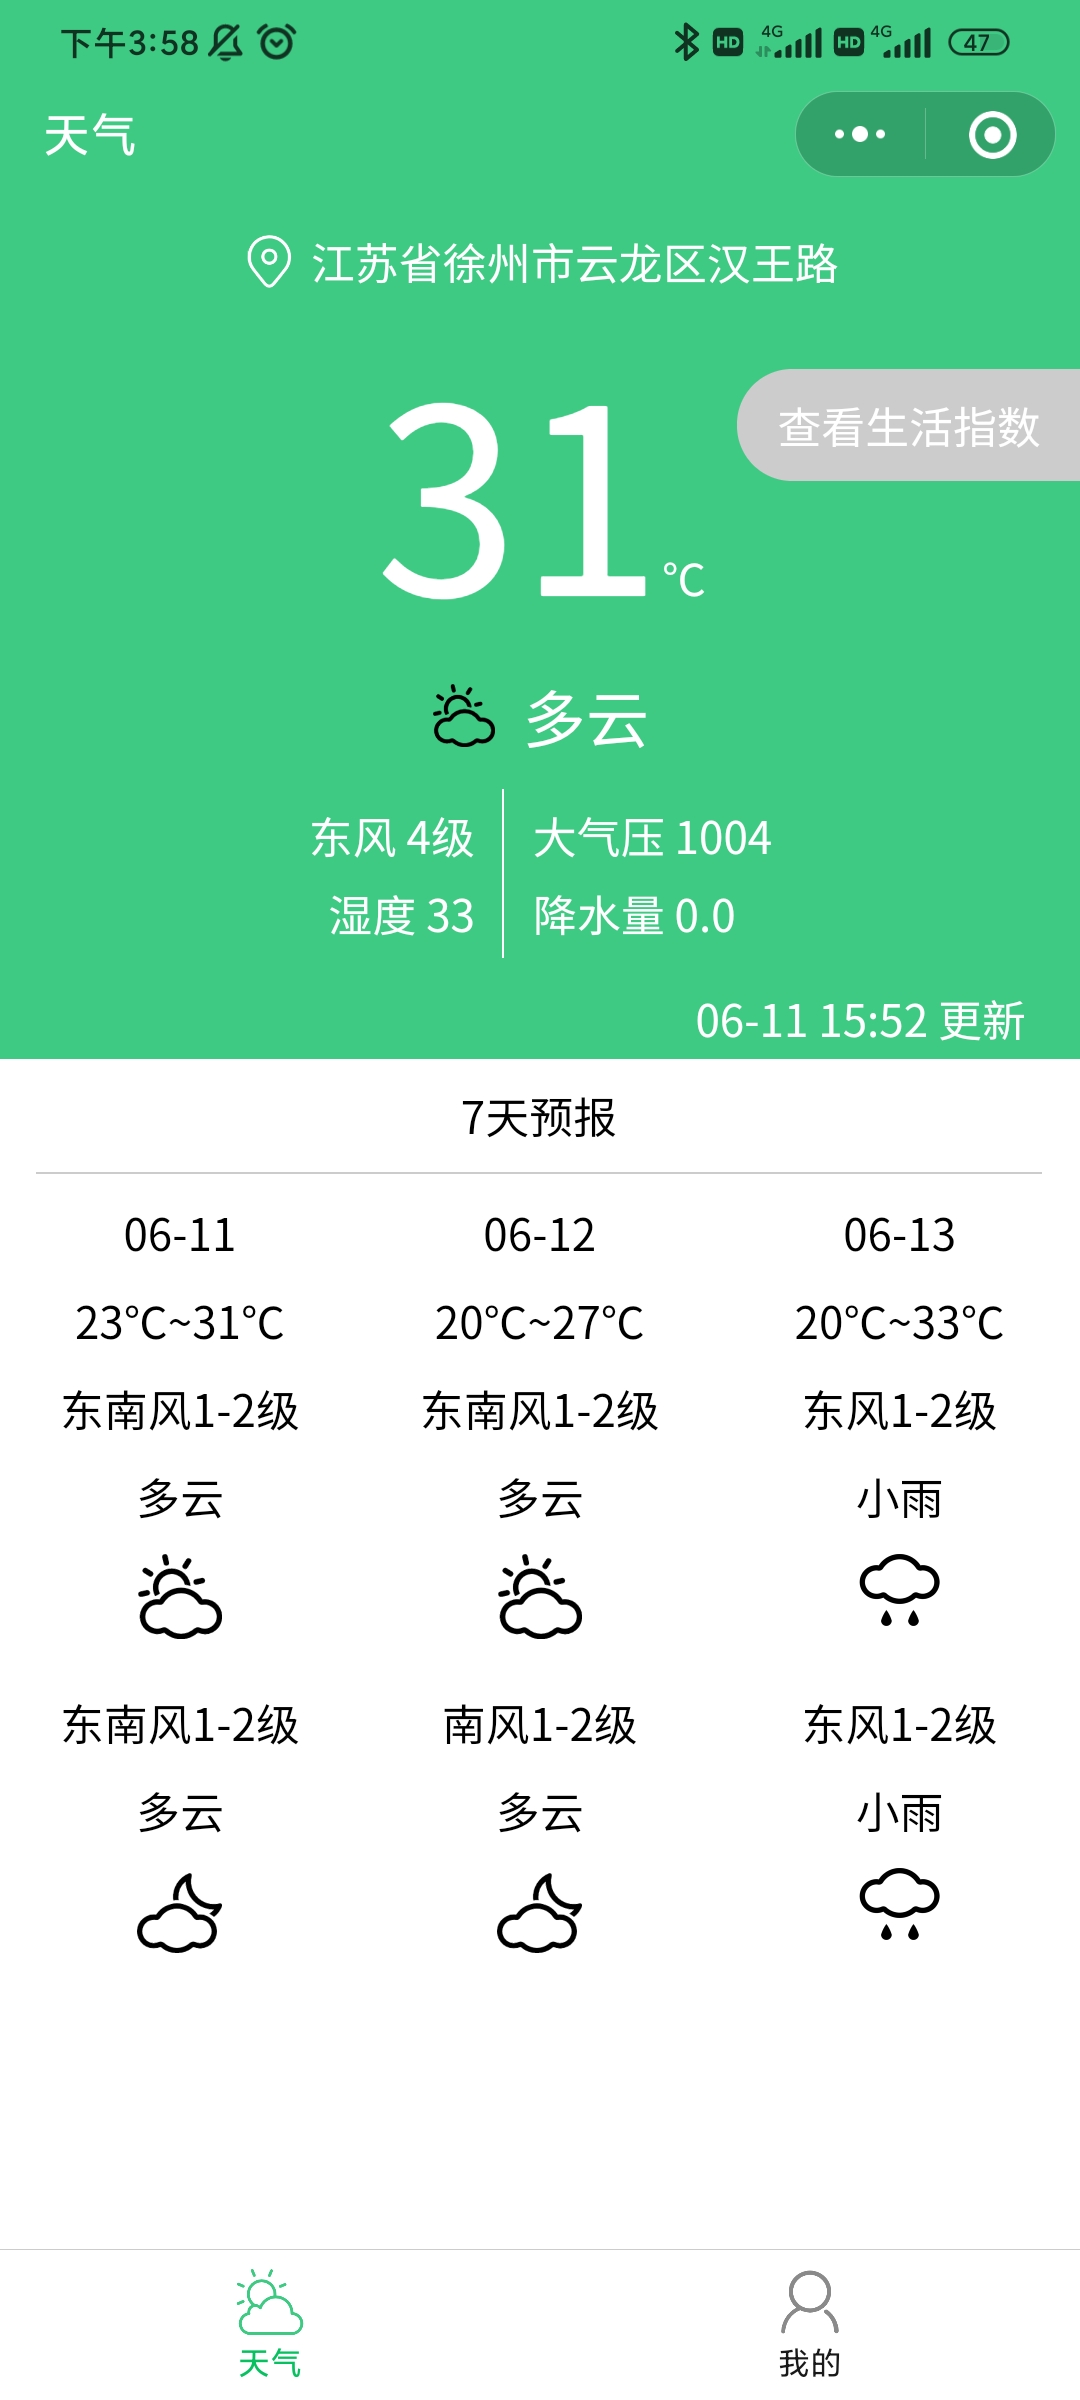 下午3:58 HD 4G HD 4G 47
天气
江苏省徐州市云龙区汉王路
查看生活指数
31℃
多云
东风 4级 大气压 1004
湿度 33 降水量 0.0
06-11 15:52 更新
7天预报
06-11 06-12 06-13
23℃~31℃ 20℃~27℃ 20℃~33℃
东南风1-2级 东南风1-2级 东风1-2级
多云 多云 小雨
东南风1-2级 南风1-2级 东风1-2级
多云 多云 小雨
天气 我的